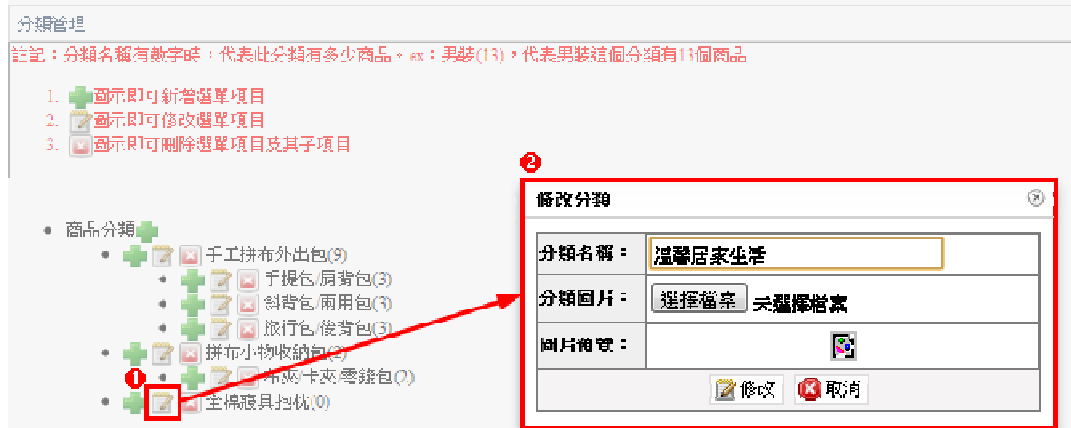 分類管理
註記：分類名稱有數字時，代表此分類有多少商品。ex：男裝(13)，代表男裝這個分類有13個商品
1. 圖示即可新增選單項目
2. 圖示即可修改選單項目
3. 圖示即可刪除選單項目及其子項目
商品分類
手工拼布外出包(9)
手提包/肩背包(3)
斜背包/兩用包(3)
旅行包/後背包(3)
拼布小物收納包(2)
布夾/卡夾/零錢包(2)
1
全棉寢具抱枕(0)
2
修改分類
分類名稱：
溫馨居家生活
分類圖片：
選擇檔案 未選擇檔案
圖片預覽：
修改 取消